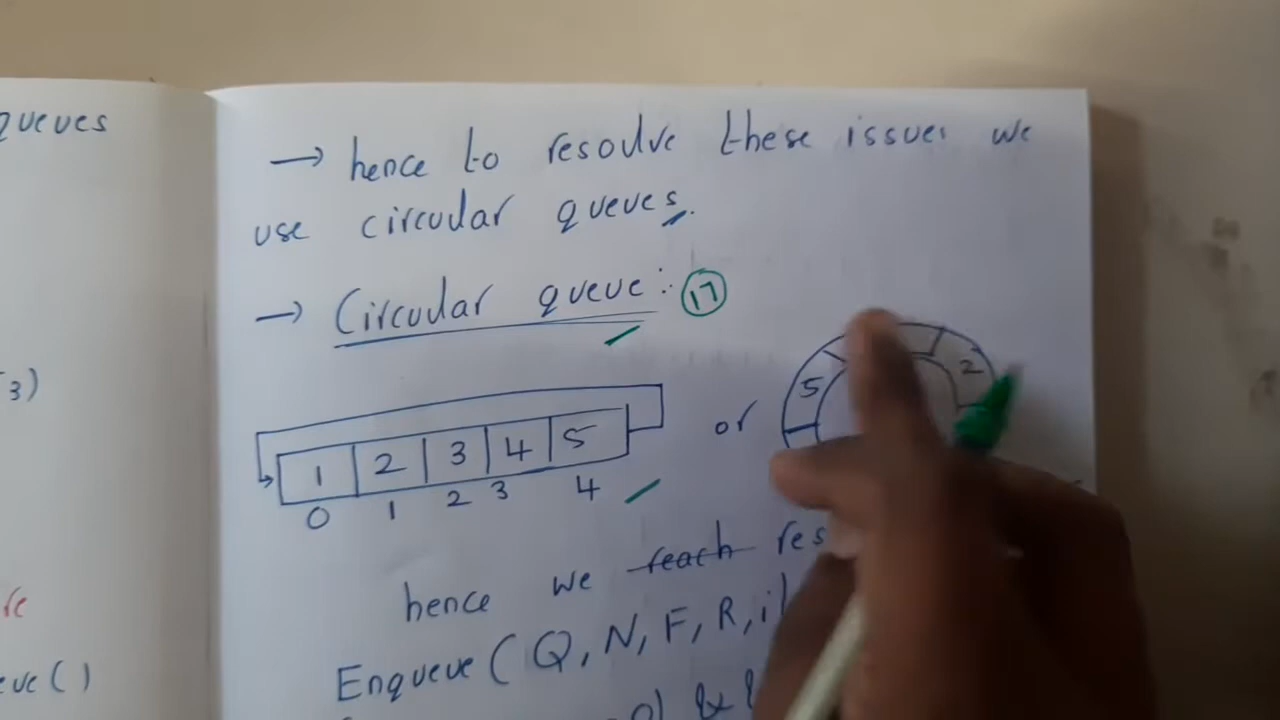 queues
3)
eue()
→ hence to resolve these issues we
use circular queues.
→ Circular queue: 17
1 2 3 4 5
0 1 2 3 4
or
5 2
hence we reach res
Enqueue ( Q, N, F, R,